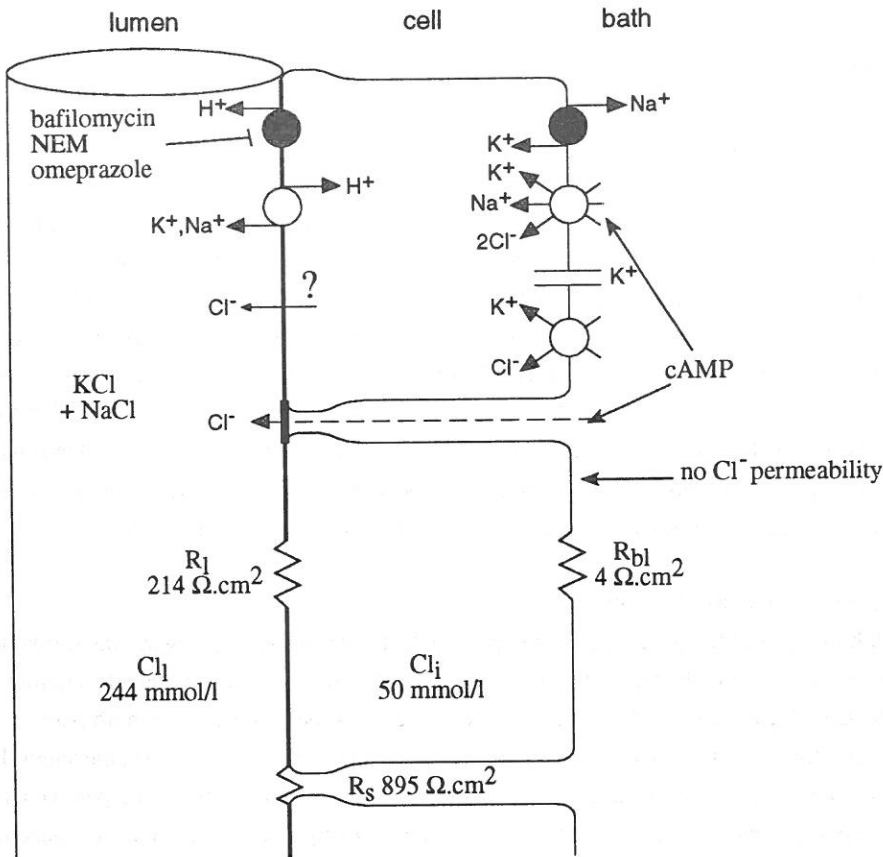 lumen cell bath
H⁺
Na⁺
bafilomycin
NEM
omeprazole
K⁺
K⁺
H⁺
Na⁺
K⁺,Na⁺
2Cl⁻
K⁺
?
Cl⁻
K⁺
Cl⁻
cAMP
KCl
+ NaCl
Cl⁻
no Cl⁻ permeability
Rₗ
214 Ω.cm²
R_bl
4 Ω.cm²
Clₗ
244 mmol/l
Clᵢ
50 mmol/l
Rₛ 895 Ω.cm²